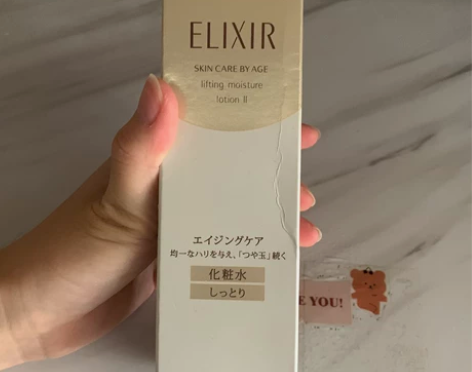 ELIXIR
SKIN CARE BY AGE
lifting moisture
lotion II
エイジングケア
均一なハリを与え、「つや玉」続く
化粧水
しっとり
E YOU!